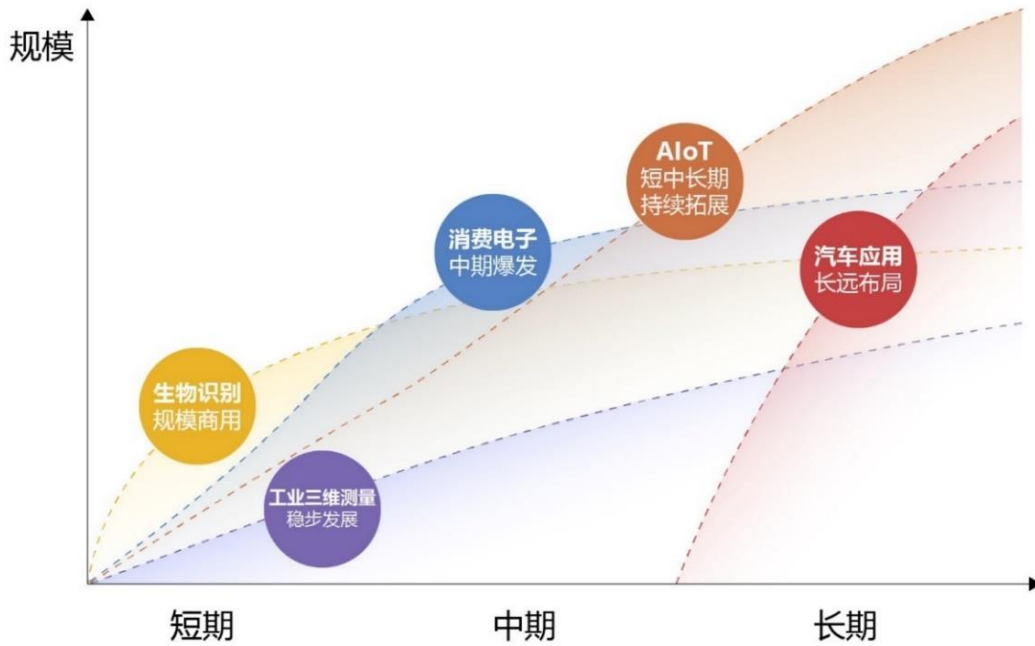 规模
AIoT
短中长期
持续拓展
消费电子
中期爆发
汽车应用
长远布局
生物识别
规模商用
工业三维测量
稳步发展
短期
中期
长期